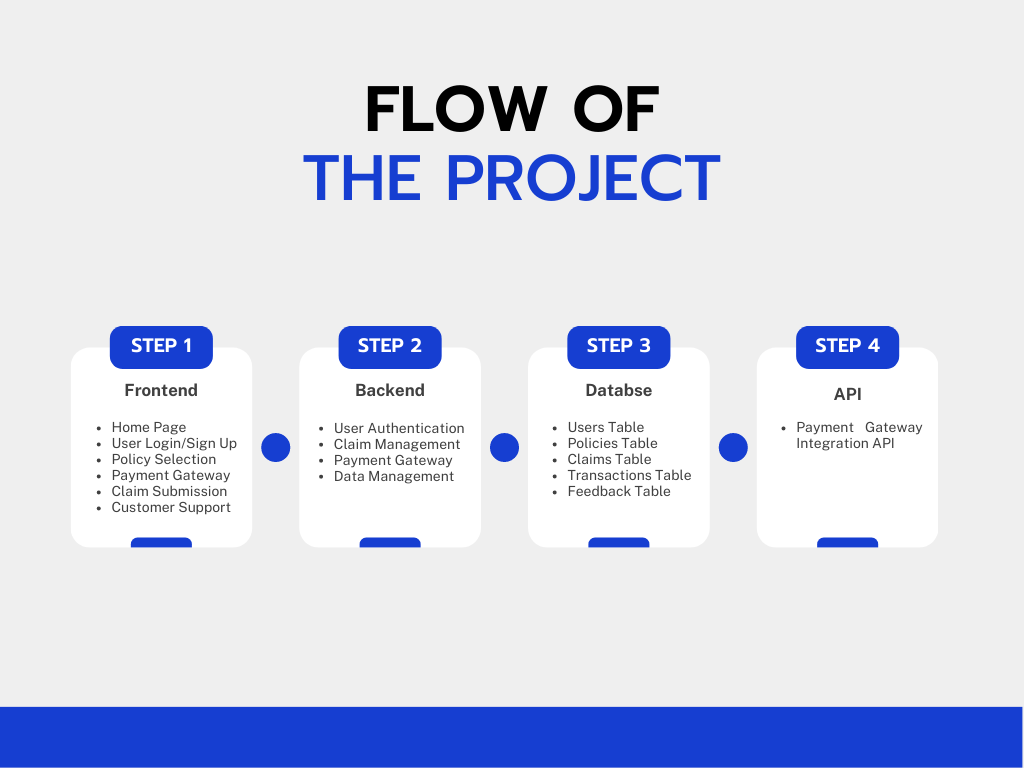 FLOW OF
THE PROJECT
STEP 1
Frontend
• Home Page
• User Login/Sign Up
• Policy Selection
• Payment Gateway
• Claim Submission
• Customer Support
STEP 2
Backend
• User Authentication
• Claim Management
• Payment Gateway
• Data Management
STEP 3
Databse
• Users Table
• Policies Table
• Claims Table
• Transactions Table
• Feedback Table
STEP 4
API
• Payment Gateway
Integration API